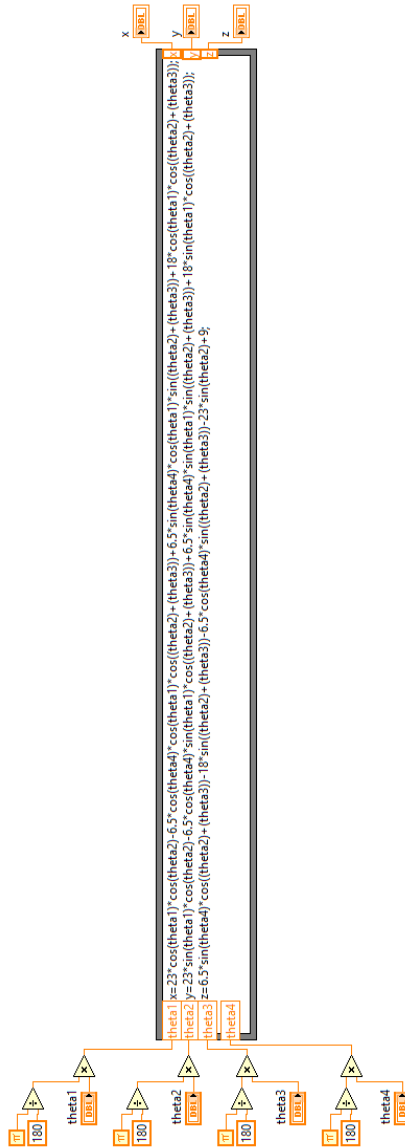 π
180
÷
×
theta1
DBL
π
180
÷
×
theta2
DBL
π
180
÷
×
theta3
DBL
π
180
÷
×
theta4
DBL
theta1
theta2
theta3
theta4
x=23*cos(theta1)*cos(theta2)-6.5*cos(theta4)*cos(theta1)*cos((theta2)+(theta3))+6.5*sin(theta4)*cos(theta1)*sin((theta2)+(theta3))+18*cos(theta1)*cos((theta2)+(theta3));
y=23*sin(theta1)*cos(theta2)-6.5*cos(theta4)*sin(theta1)*cos((theta2)+(theta3))+6.5*sin(theta4)*sin(theta1)*sin((theta2)+(theta3))+18*sin(theta1)*cos((theta2)+(theta3));
z=6.5*sin(theta4)*cos((theta2)+(theta3))-18*sin((theta2)+(theta3))-6.5*cos(theta4)*sin((theta2)+(theta3))-23*sin(theta2)+9;
x
y
z
x
DBL
y
DBL
z
DBL